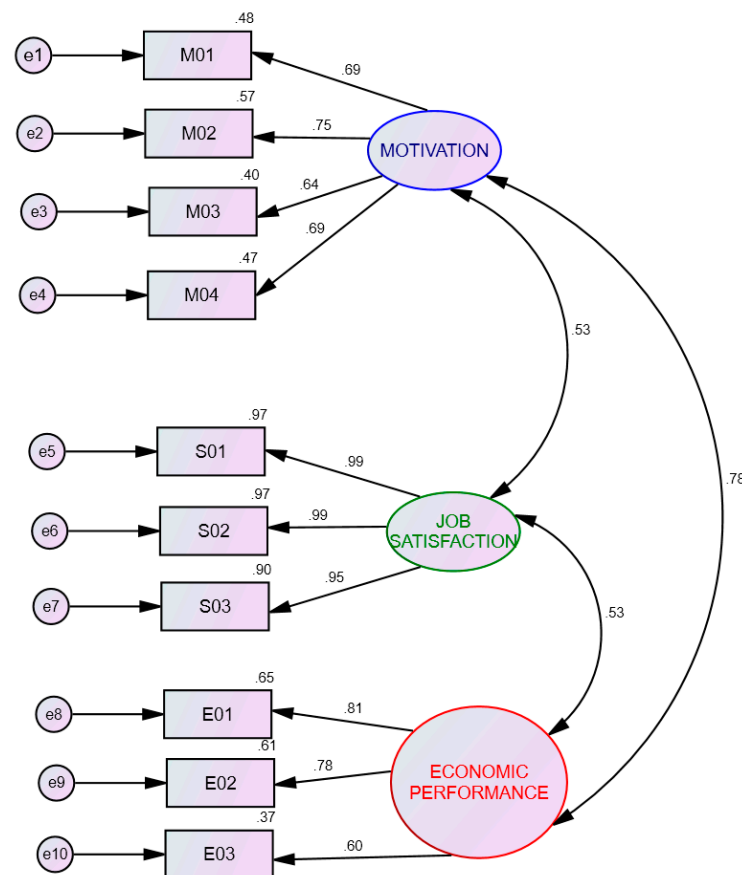 .48
e1
M01
.69
.57
e2
M02
.75
MOTIVATION
.40
e3
M03
.64
.69
.47
e4
M04
.53
.97
e5
S01
.99
.78
.97
e6
S02
.99
JOB
SATISFACTION
.90
e7
S03
.95
.53
.65
e8
E01
.81
.61
e9
E02
.78
ECONOMIC
PERFORMANCE
.37
e10
E03
.60